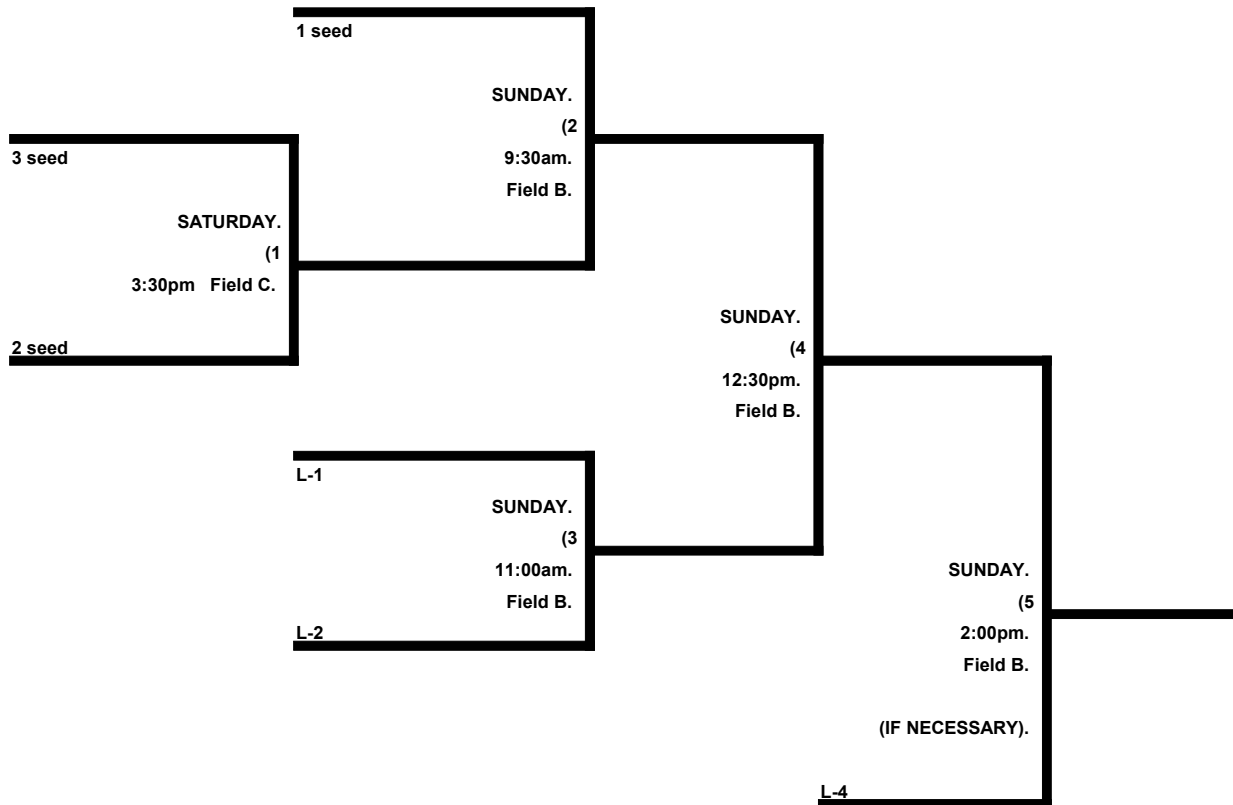 1 seed
SUNDAY.
(2
9:30am.
Field B.
3 seed
SATURDAY.
(1
3:30pm Field C.
2 seed
SUNDAY.
(4
12:30pm.
Field B.
L-1
SUNDAY.
(3
11:00am.
Field B.
L-2
SUNDAY.
(5
2:00pm.
Field B.
(IF NECESSARY).
L-4